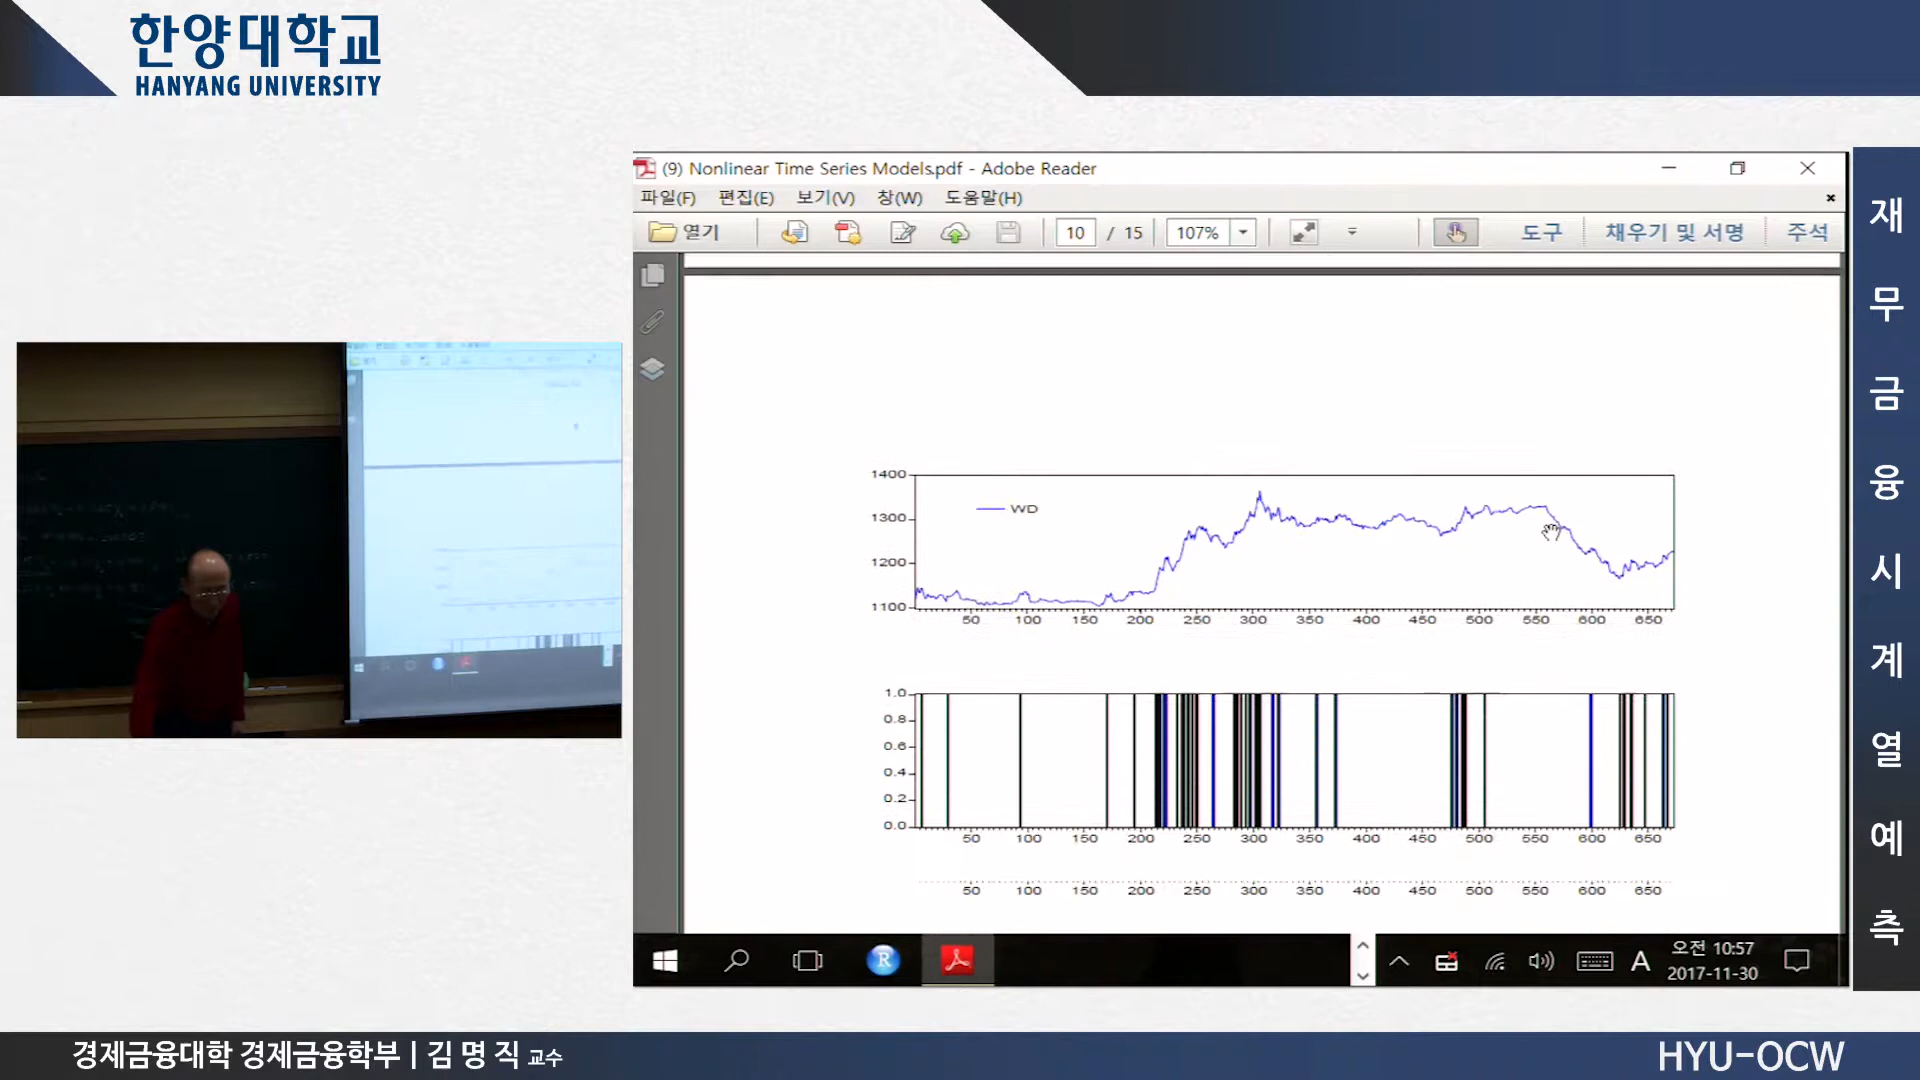 한양대학교
HANYANG UNIVERSITY
(9) Nonlinear Time Series Models.pdf - Adobe Reader
파일(F) 편집(E) 보기(V) 창(W) 도움말(H)
열기 10 / 15 107% 도구 채우기 및 서명 주석
1400
1300
1200
1100
WD
50 100 150 200 250 300 350 400 450 500 550 600 650
1.0
0.8
0.6
0.4
0.2
0.0
50 100 150 200 250 300 350 400 450 500 550 600 650
50 100 150 200 250 300 350 400 450 500 550 600 650
A
오전 10:57
2017-11-30
재무금융시계열예측
경제금융대학 경제금융학부 | 김명직 교수
HYU-OCW